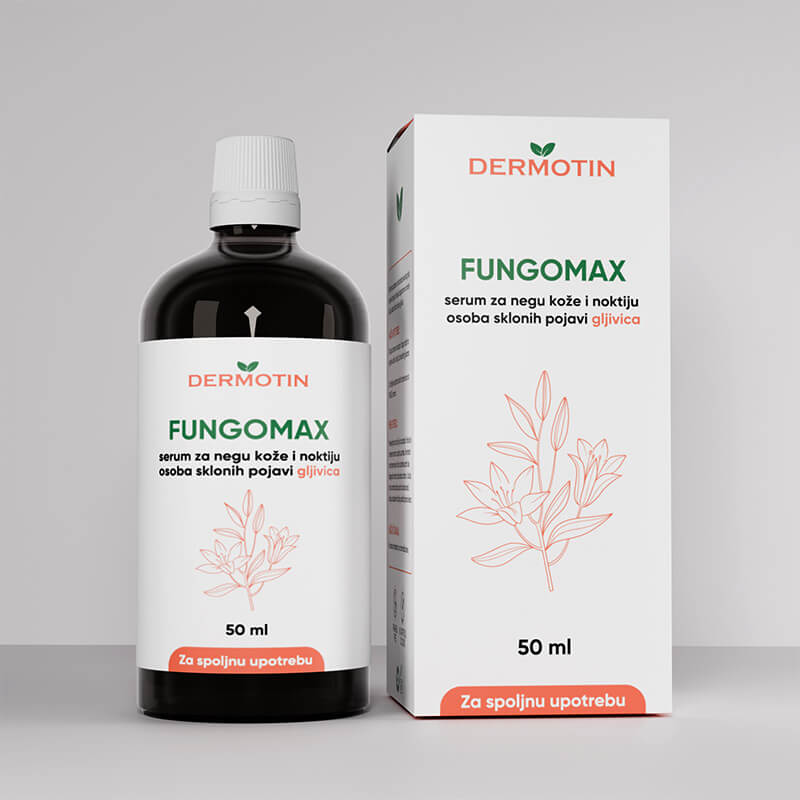 DERMOTIN
FUNGOMAX
serum za negu kože i noktiju
osoba sklonih pojavi gljivica
50 ml
Za spoljnu upotrebu
DERMOTIN
FUNGOMAX
serum za negu kože i noktiju
osoba sklonih pojavi gljivica
50 ml
Za spoljnu upotrebu